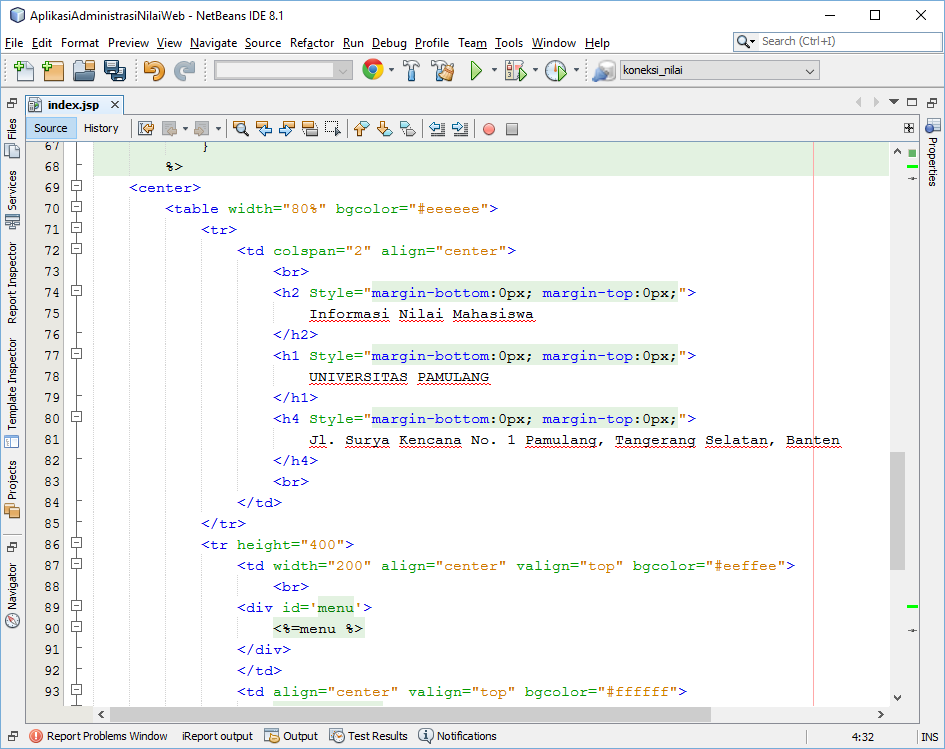 AplikasiAdministrasiNilaiWeb - NetBeans IDE 8.1
File Edit Format Preview View Navigate Source Refactor Run Debug Profile Team Tools Window Help
Search (Ctrl+I)
koneksi_nilai
index.jsp
Source History
Files
Services
Report Inspector
Template Inspector
Projects
Navigator
Properties
67 }
68 %>
69 <center>
70 <table width="80%" bgcolor="#eeeeee">
71 <tr>
72 <td colspan="2" align="center">
73 <br>
74 <h2 Style="margin-bottom:0px; margin-top:0px;">
75 Informasi Nilai Mahasiswa
76 </h2>
77 <h1 Style="margin-bottom:0px; margin-top:0px;">
78 UNIVERSITAS PAMULANG
79 </h1>
80 <h4 Style="margin-bottom:0px; margin-top:0px;">
81 Jl. Surya Kencana No. 1 Pamulang, Tangerang Selatan, Banten
82 </h4>
83 <br>
84 </td>
85 </tr>
86 <tr height="400">
87 <td width="200" align="center" valign="top" bgcolor="#eeffee">
88 <br>
89 <div id='menu'>
90 <%=menu %>
91 </div>
92 </td>
93 <td align="center" valign="top" bgcolor="#ffffff">
Report Problems Window iReport output Output Test Results Notifications 4:32 INS